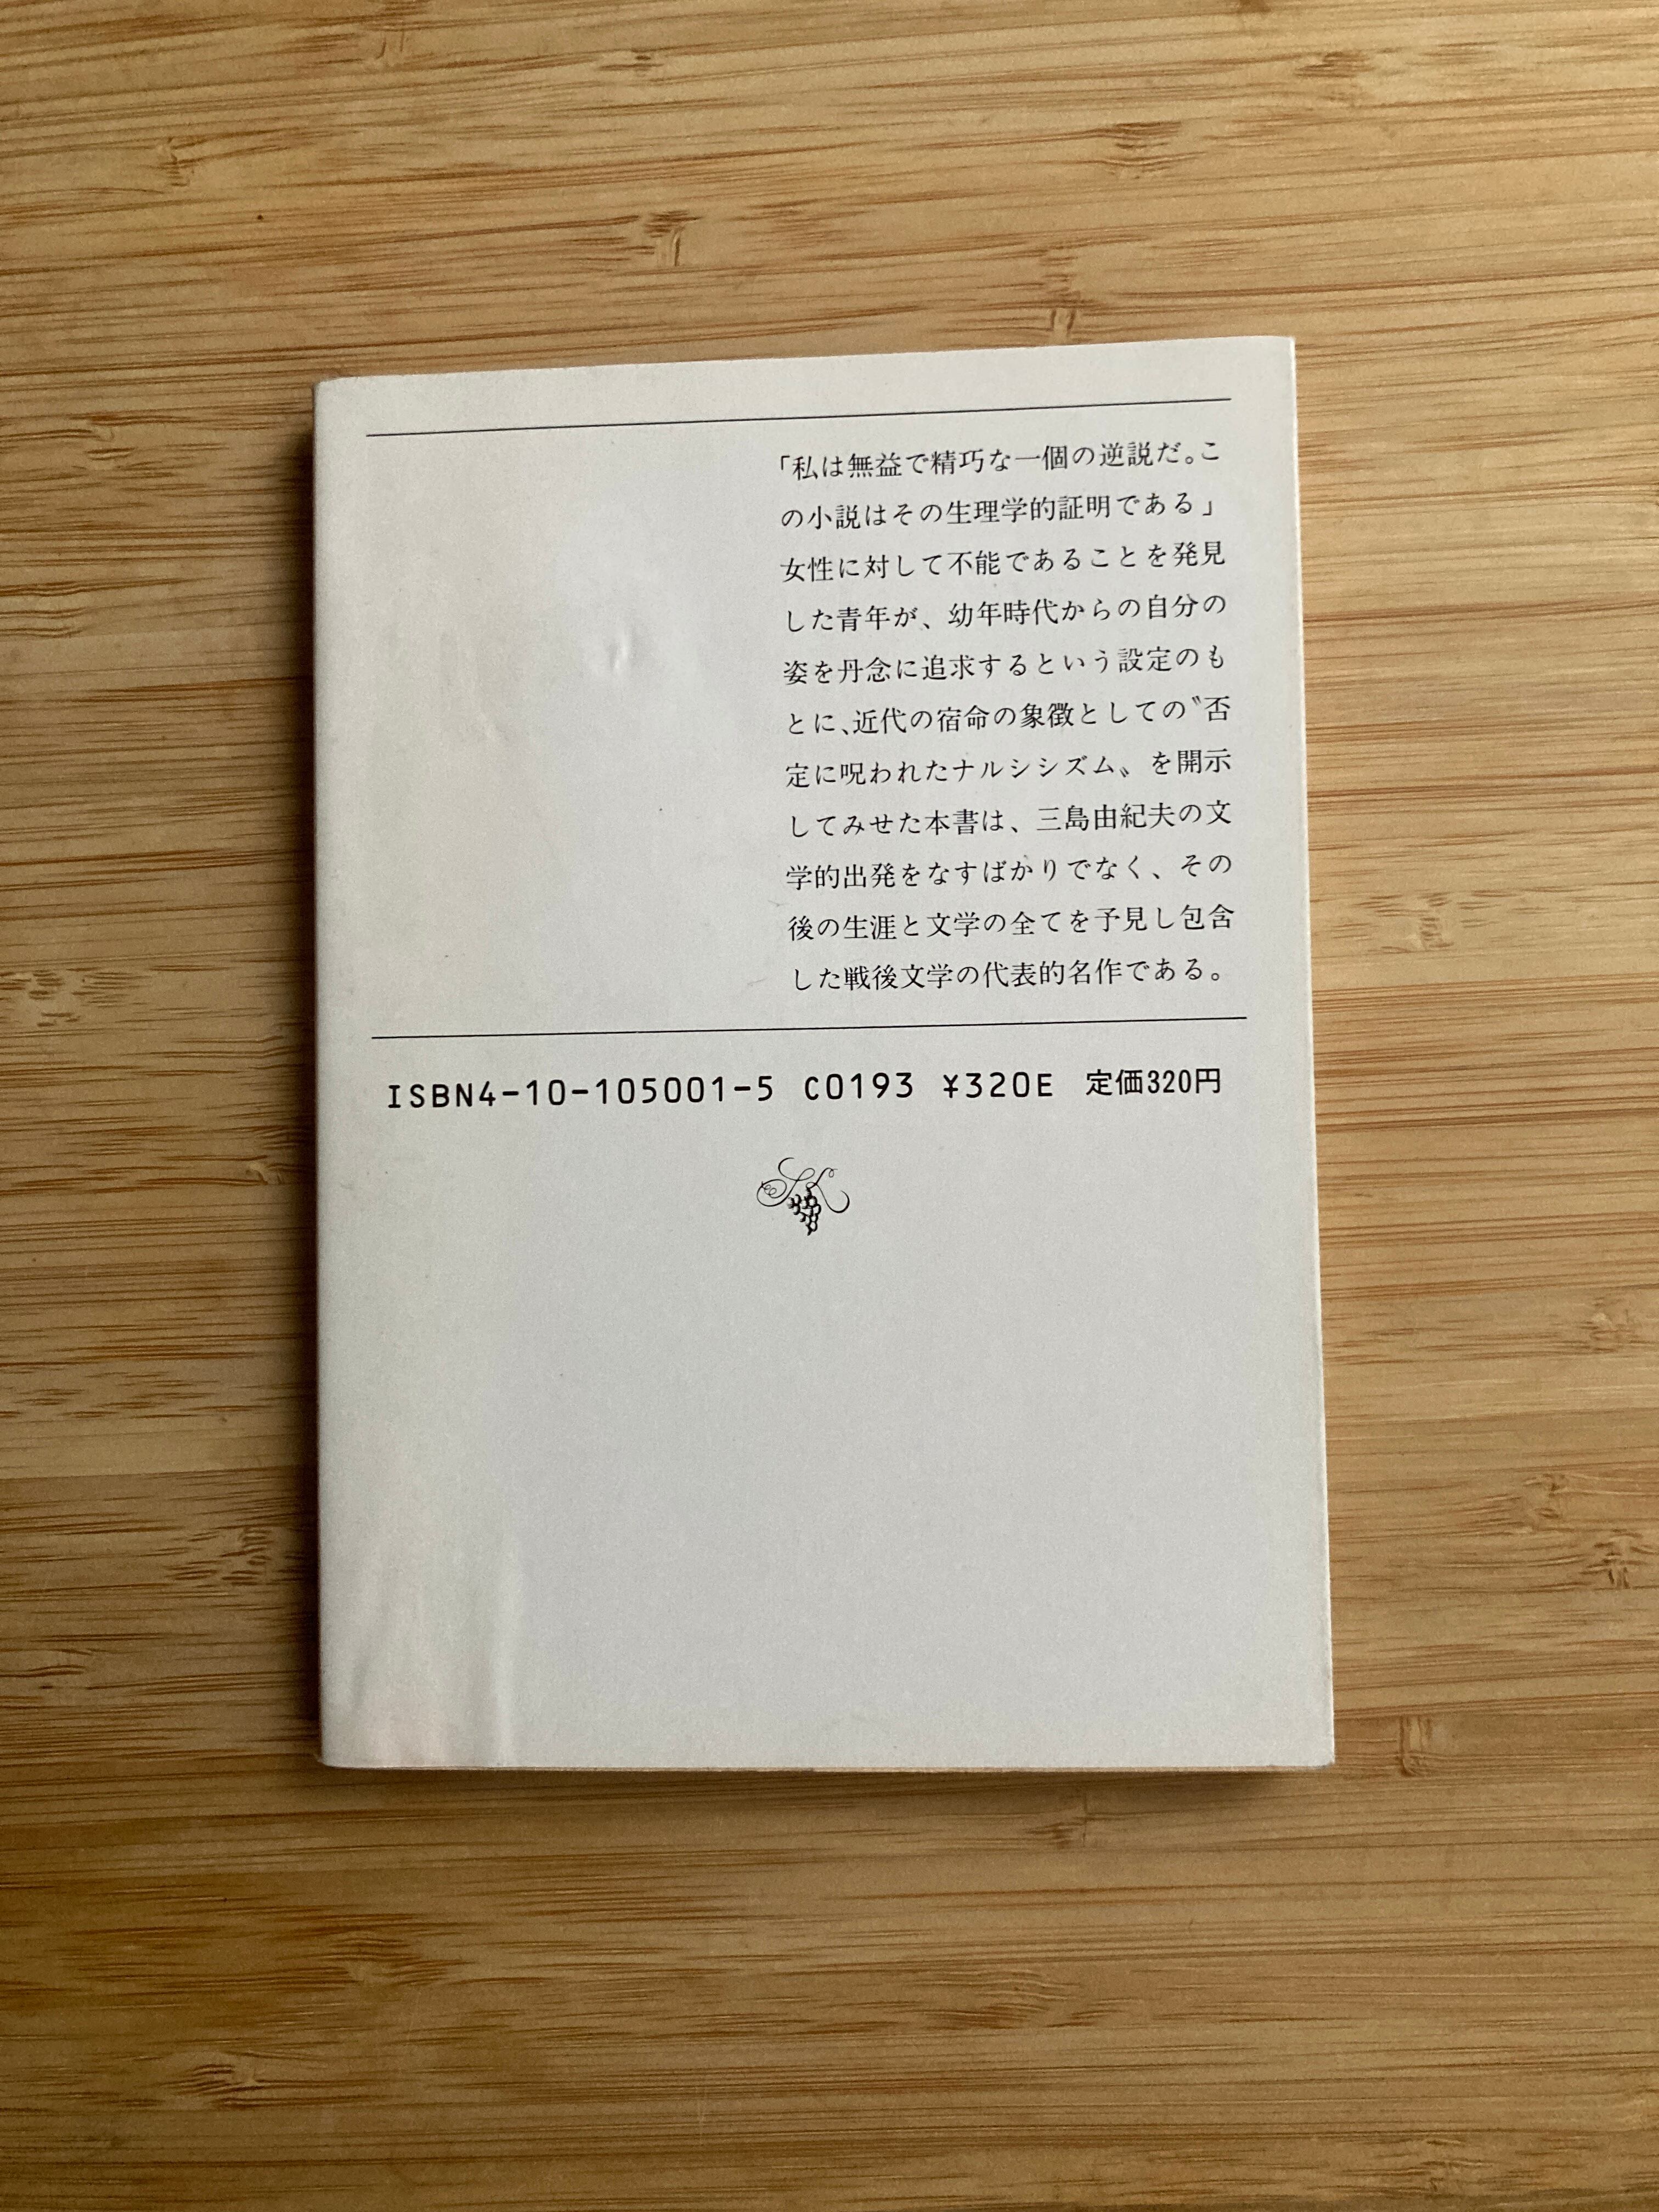 「私は無益で精巧な一個の逆説だ。こ
の小説はその生理学的証明である」
女性に対して不能であることを発見
した青年が、幼年時代からの自分の
姿を丹念に追求するという設定のも
とに、近代の宿命の象徴としての〝否
定に呪われたナルシシズム〟を開示
してみせた本書は、三島由紀夫の文
学的出発をなすばかりでなく、その
後の生涯と文学の全てを予見し包含
した戦後文学の代表的名作である。
ISBN4-10-105001-5 C0193 ¥320E 定価320円
SK